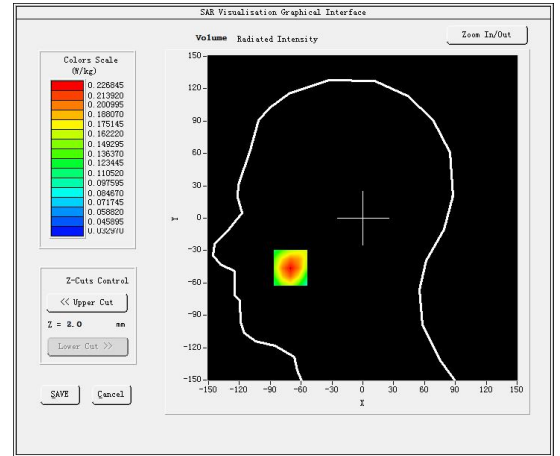 SAR Visualisation Graphical Interface
Volume Radiated Intensity
Zoom In/Out
Colors Scale
(W/kg)
0.226845
0.213920
0.200995
0.188070
0.175145
0.162220
0.149295
0.136370
0.123445
0.110520
0.097595
0.084670
0.071745
0.058820
0.045895
0.032970
Z-Cuts Control
<< Upper Cut
Z = 2.0 mm
Lower Cut >>
SAVE
Cancel
150
120
90
60
30
0
-30
-60
-90
-120
-150
Y
-150 -120 -90 -60 -30 0 30 60 90 120 150
X